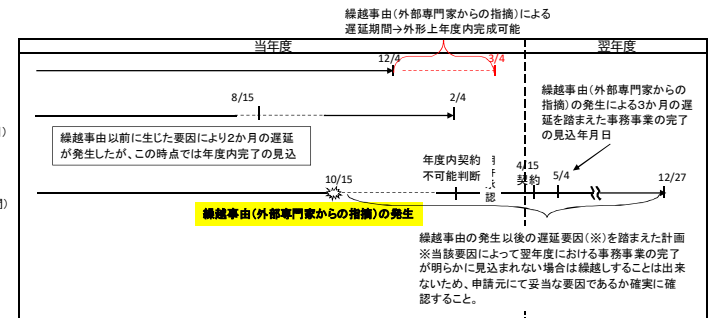 繰越事由(外部専門家からの指摘)による
遅延期間→外形上年度内完成可能
当年度
翌年度
12/4
3/4
8/15
2/4
繰越事由以前に生じた要因により2か月の遅延
が発生したが、この時点では年度内完了の見込
繰越事由(外部専門家からの
指摘)の発生による3か月の遅
延を踏まえた事務事業の完了
の見込年月日
年度内契約
不可能判断
承
認
4/15
契約
5/4
12/27
10/15
繰越事由(外部専門家からの指摘)の発生
繰越事由の発生以後の遅延要因(※)を踏まえた計画
※当該要因によって翌年度における事務事業の完了
が明らかに見込まれない場合は繰越しすることは出来
ないため、申請元にて妥当な要因であるか確実に確
認すること。